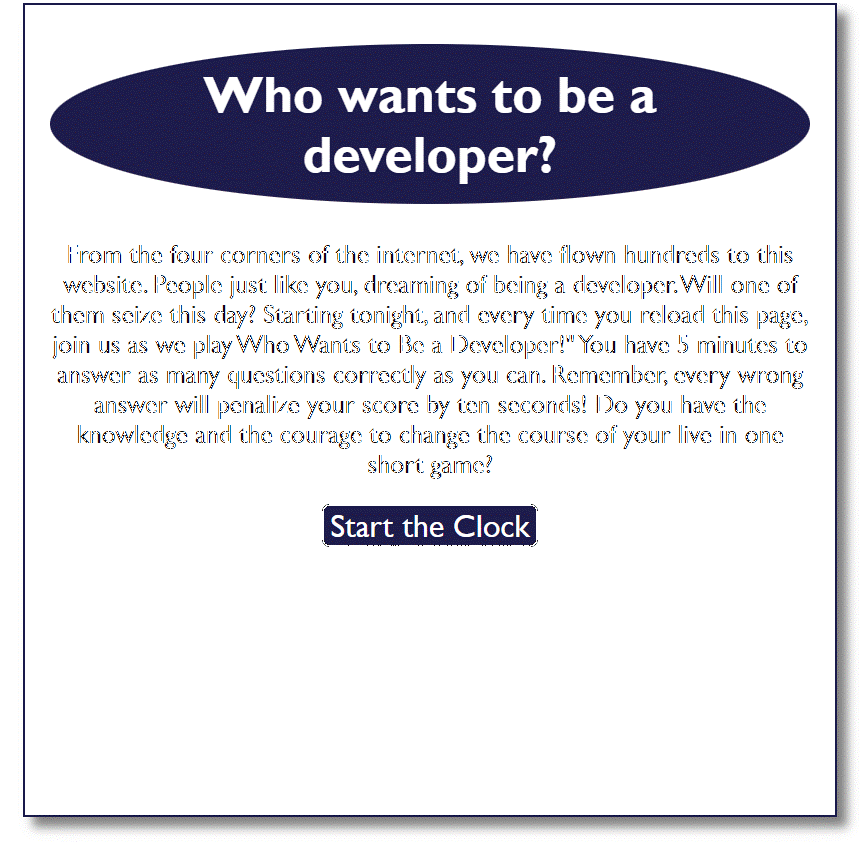 Who wants to be a
developer?
From the four corners of the internet, we have flown hundreds to this
website. People just like you, dreaming of being a developer. Will one of
them seize this day? Starting tonight, and every time you reload this page,
join us as we play Who Wants to Be a Developer!" You have 5 minutes to
answer as many questions correctly as you can. Remember, every wrong
answer will penalize your score by ten seconds! Do you have the
knowledge and the courage to change the course of your live in one
short game?
Start the Clock